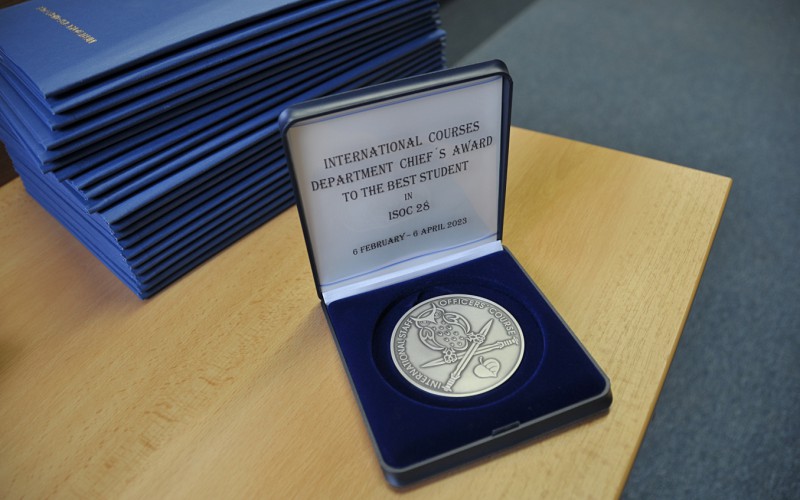 INTERNATIONAL COURSES
DEPARTMENT CHIEF´S AWARD
TO THE BEST STUDENT
IN
ISOC 28
6 FEBRUARY – 6 APRIL 2023
INTERNATIONAL STAFF OFFICERS' COURSE